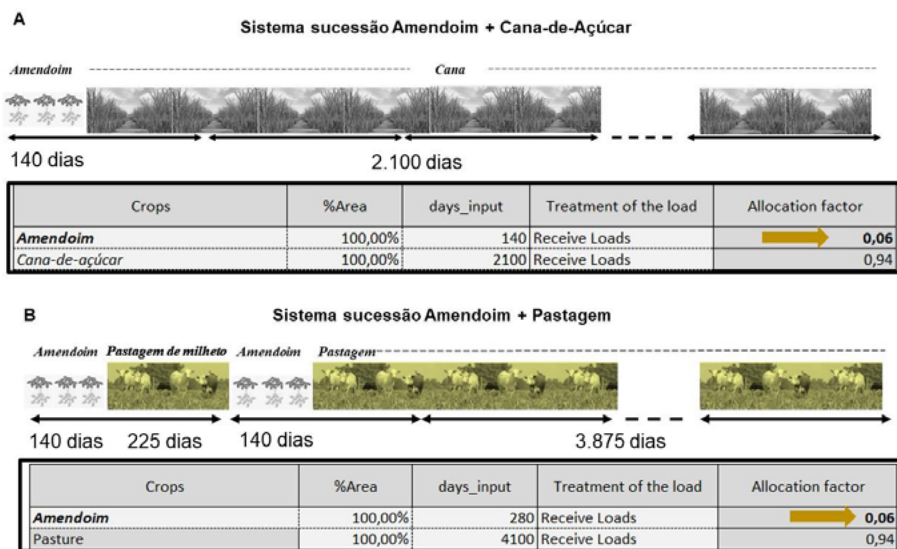 A
Sistema sucessão Amendoim + Cana-de-Açúcar
Amendoim Cana
140 dias 2.100 dias
Crops %Area days_input Treatment of the load Allocation factor
Amendoim 100,00% 140 Receive Loads 0,06
Cana-de-açúcar 100,00% 2100 Receive Loads 0,94
B
Sistema sucessão Amendoim + Pastagem
Amendoim Pastagem de milheto Amendoim Pastagem
140 dias 225 dias 140 dias 3.875 dias
Crops %Area days_input Treatment of the load Allocation factor
Amendoim 100,00% 280 Receive Loads 0,06
Pasture 100,00% 4100 Receive Loads 0,94